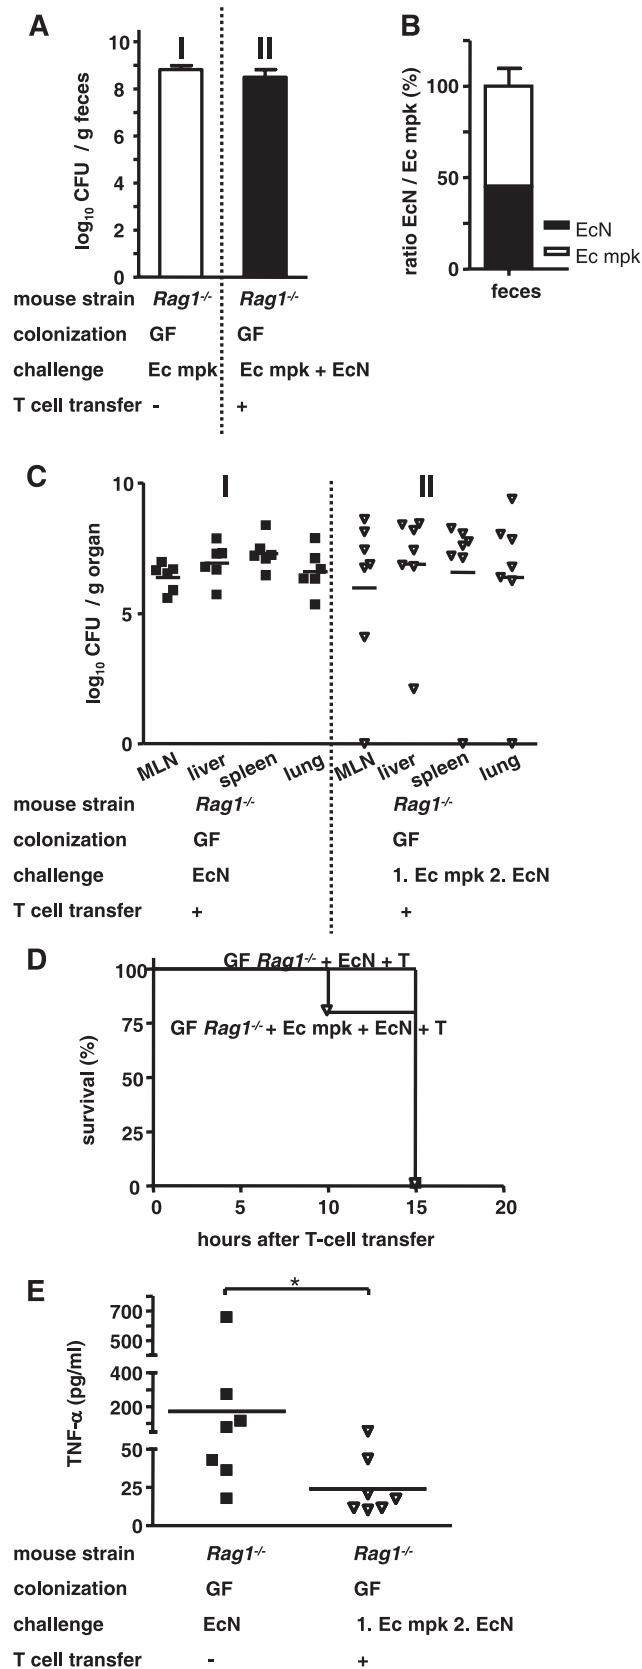 A
I II
10
8
6
4
2
0
log10 CFU / g feces
mouse strain Rag1-/- Rag1-/-
colonization GF GF
challenge Ec mpk Ec mpk + EcN
T cell transfer - +
B
100
50
0
ratio EcN / Ec mpk (%)
EcN
Ec mpk
feces
C
I II
10
5
0
log10 CFU / g organ
MLN liver spleen lung MLN liver spleen lung
mouse strain Rag1-/- Rag1-/-
colonization GF GF
challenge EcN 1. Ec mpk 2. EcN
T cell transfer + +
D
GF Rag1-/- + EcN + T
GF Rag1-/- + Ec mpk + EcN + T
100
75
50
25
0
survival (%)
0 5 10 15 20
hours after T-cell transfer
E
*
700
500
400
200
50
25
0
TNF-α (pg/ml)
mouse strain Rag1-/- Rag1-/-
colonization GF GF
challenge EcN 1. Ec mpk 2. EcN
T cell transfer - +